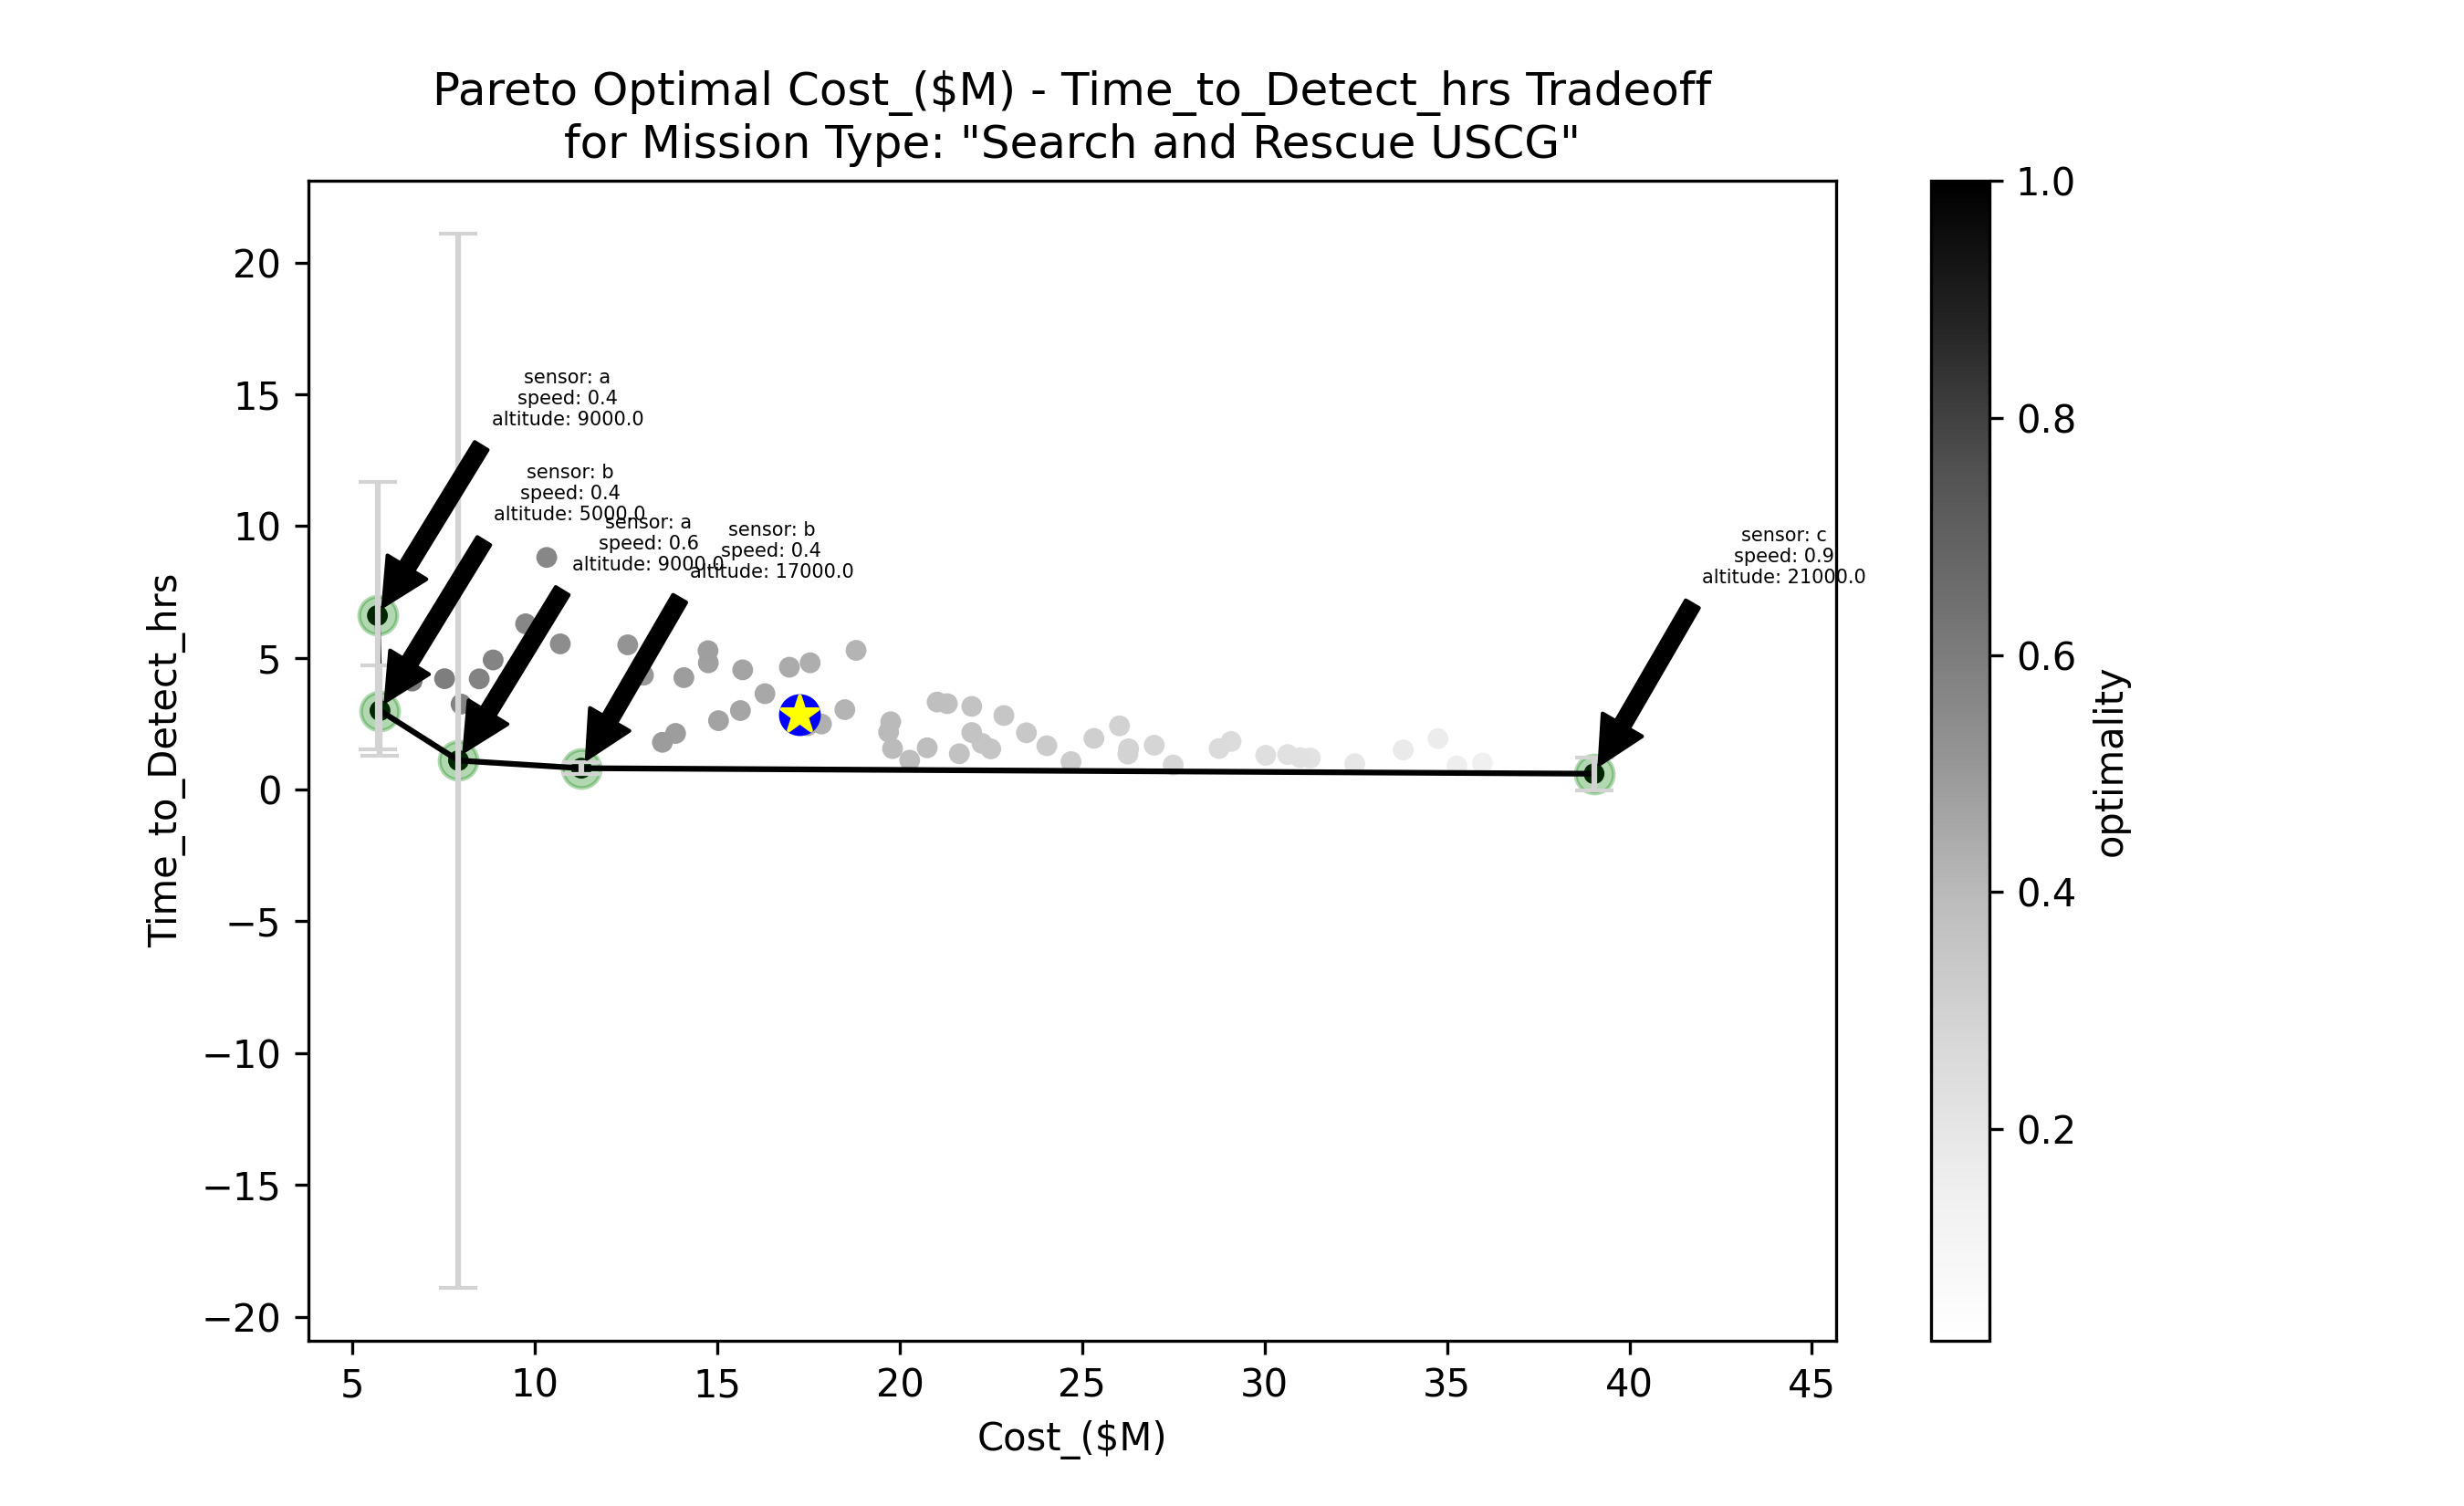 Pareto Optimal Cost_($M) - Time_to_Detect_hrs Tradeoff
for Mission Type: "Search and Rescue USCG"
Time_to_Detect_hrs
20
15
10
5
0
−5
−10
−15
−20
sensor: a
speed: 0.4
altitude: 9000.0
sensor: b
speed: 0.4
altitude: 5000.0
sensor: a
speed: 0.6
altitude: 9000.0
sensor: b
speed: 0.4
altitude: 17000.0
sensor: c
speed: 0.9
altitude: 21000.0
5 10 15 20 25 30 35 40 45
Cost_($M)
1.0
0.8
0.6
0.4
0.2
optimality